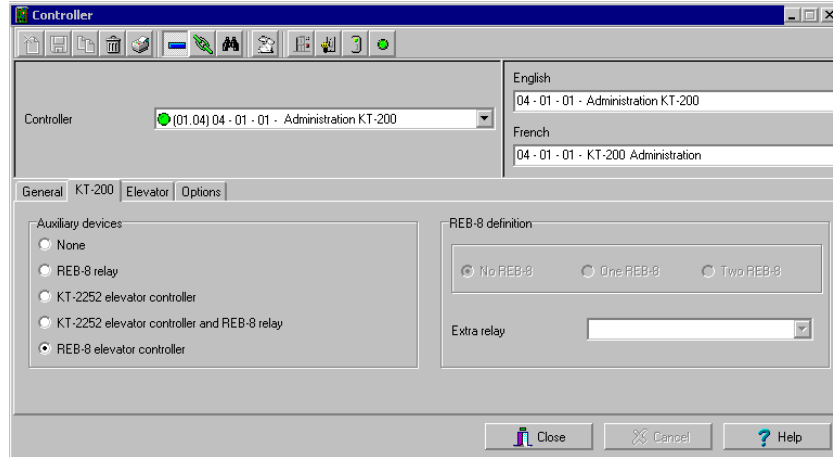 Controller
English
04 - 01 - 01 - Administration KT-200
Controller
(01.04) 04 - 01 - 01 - Administration KT-200
French
04 - 01 - 01 - KT-200 Administration
General KT-200 Elevator Options
Auxiliary devices
None
REB-8 relay
KT-2252 elevator controller
KT-2252 elevator controller and REB-8 relay
REB-8 elevator controller
REB-8 definition
No REB-8 One REB-8 Two REB-8
Extra relay
Close Cancel Help